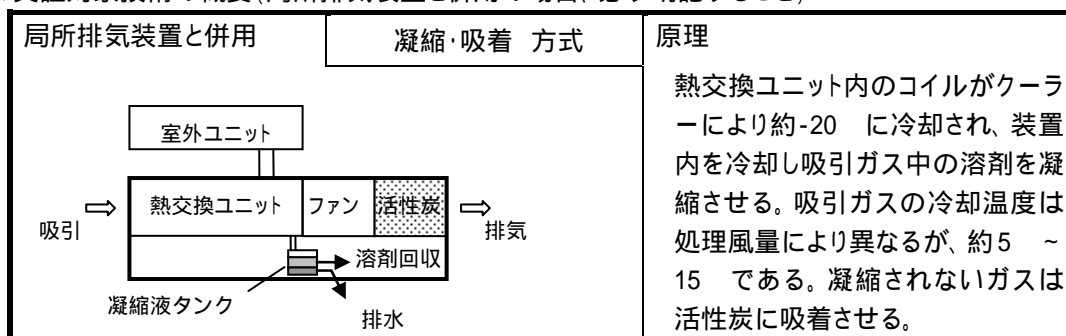 局所排気装置と併用
凝縮・吸着 方式
原理
室外ユニット
熱交換ユニット
ファン
活性炭
吸引
排気
溶剤回収
凝縮液タンク
排水
熱交換ユニット内のコイルがクーラ
ーにより約-20 に冷却され、装置
内を冷却し吸引ガス中の溶剤を凝
縮させる。吸引ガスの冷却温度は
処理風量により異なるが、約5 ~
15 である。凝縮されないガスは
活性炭に吸着させる。